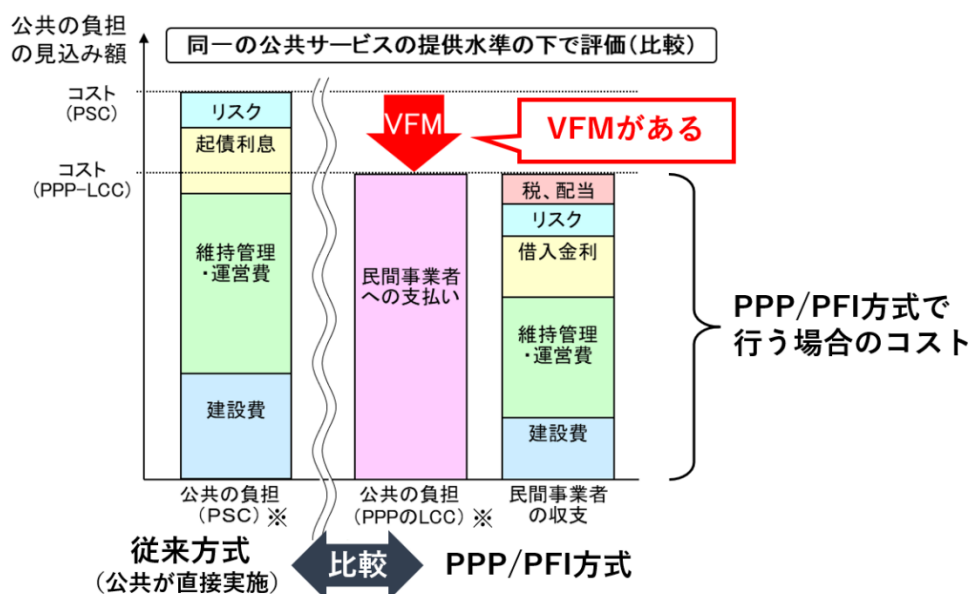 公共の負担
の見込み額
同一の公共サービスの提供水準の下で評価(比較)
コスト
(PSC)
リスク
起債利息
維持管理
・運営費
建設費
VFM
VFMがある
コスト
(PPP-LCC)
民間事業者
への支払い
税、配当
リスク
借入金利
維持管理
・運営費
建設費
PPP/PFI方式で
行う場合のコスト
公共の負担
(PSC)※
公共の負担
(PPPのLCC)※
民間事業者
の収支
従来方式
(公共が直接実施)
比較
PPP/PFI方式